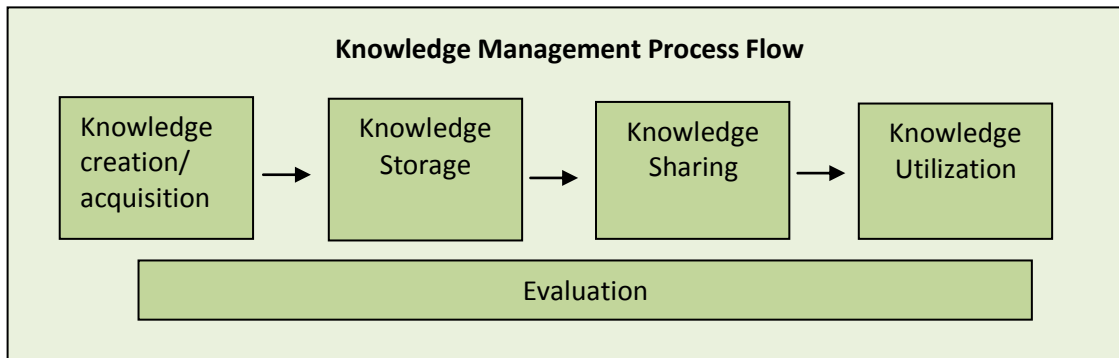 Knowledge Management Process Flow
Knowledge
creation/
acquisition
Knowledge
Storage
Knowledge
Sharing
Knowledge
Utilization
Evaluation